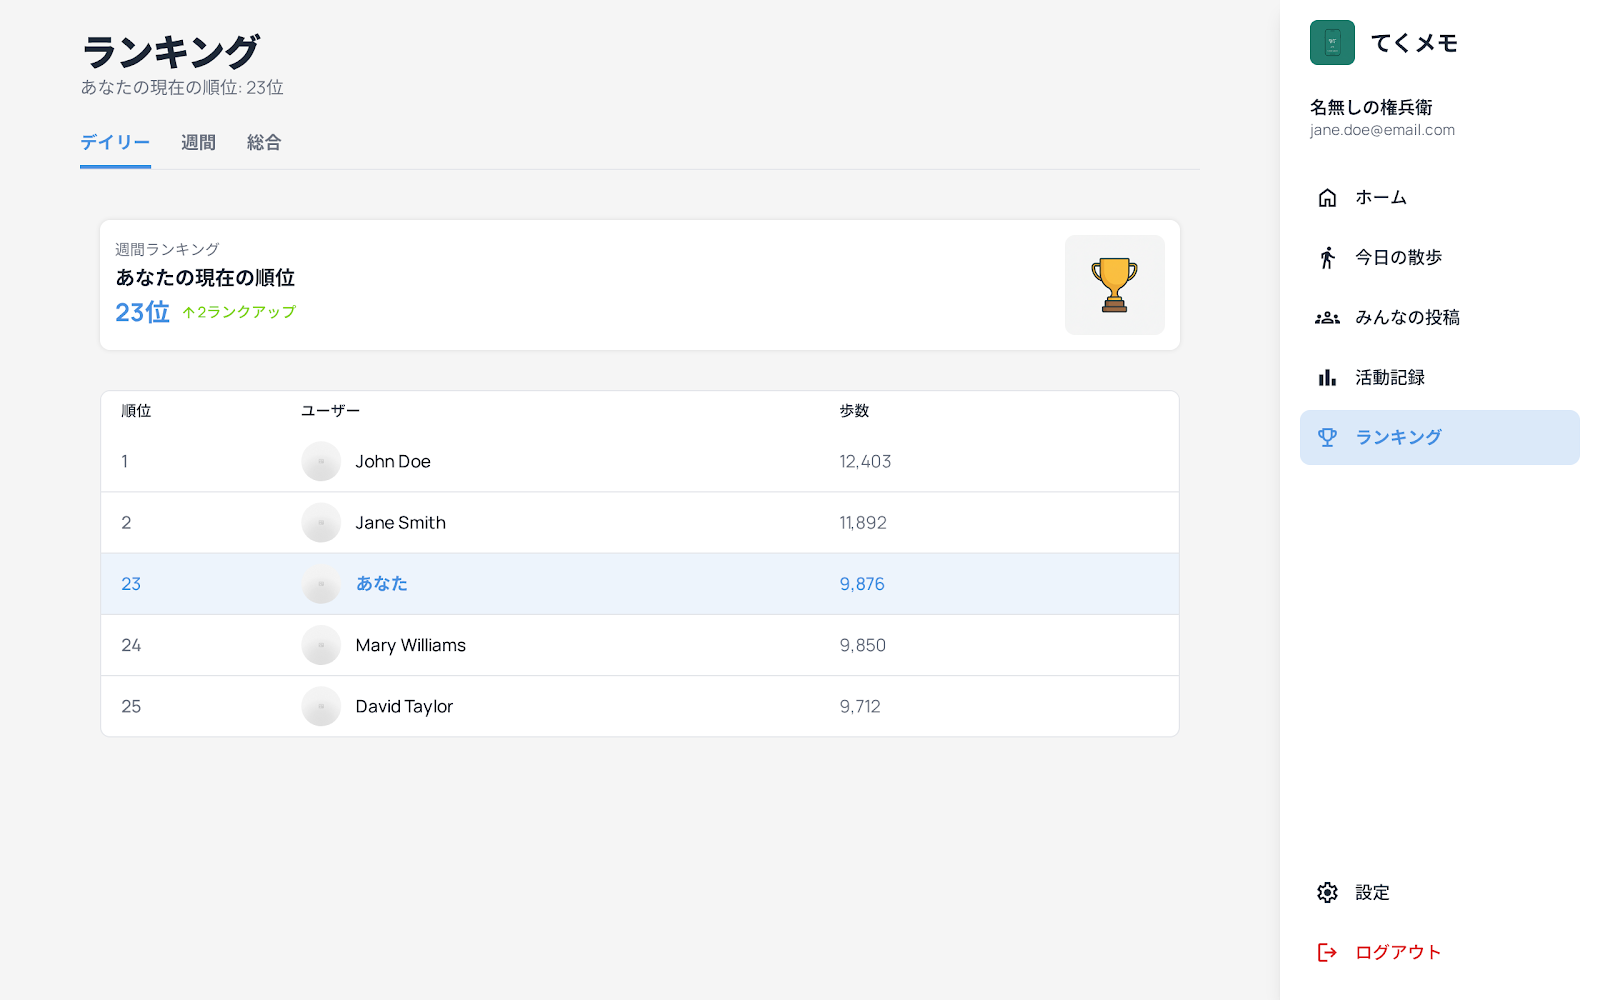 ランキング
あなたの現在の順位: 23位
デイリー 週間 総合
週間ランキング
あなたの現在の順位
23位 ↑2ランクアップ
順位 ユーザー 歩数
1 John Doe 12,403
2 Jane Smith 11,892
23 あなた 9,876
24 Mary Williams 9,850
25 David Taylor 9,712
てくメモ
名無しの権兵衛
jane.doe@email.com
ホーム
今日の散歩
みんなの投稿
活動記録
ランキング
設定
ログアウト